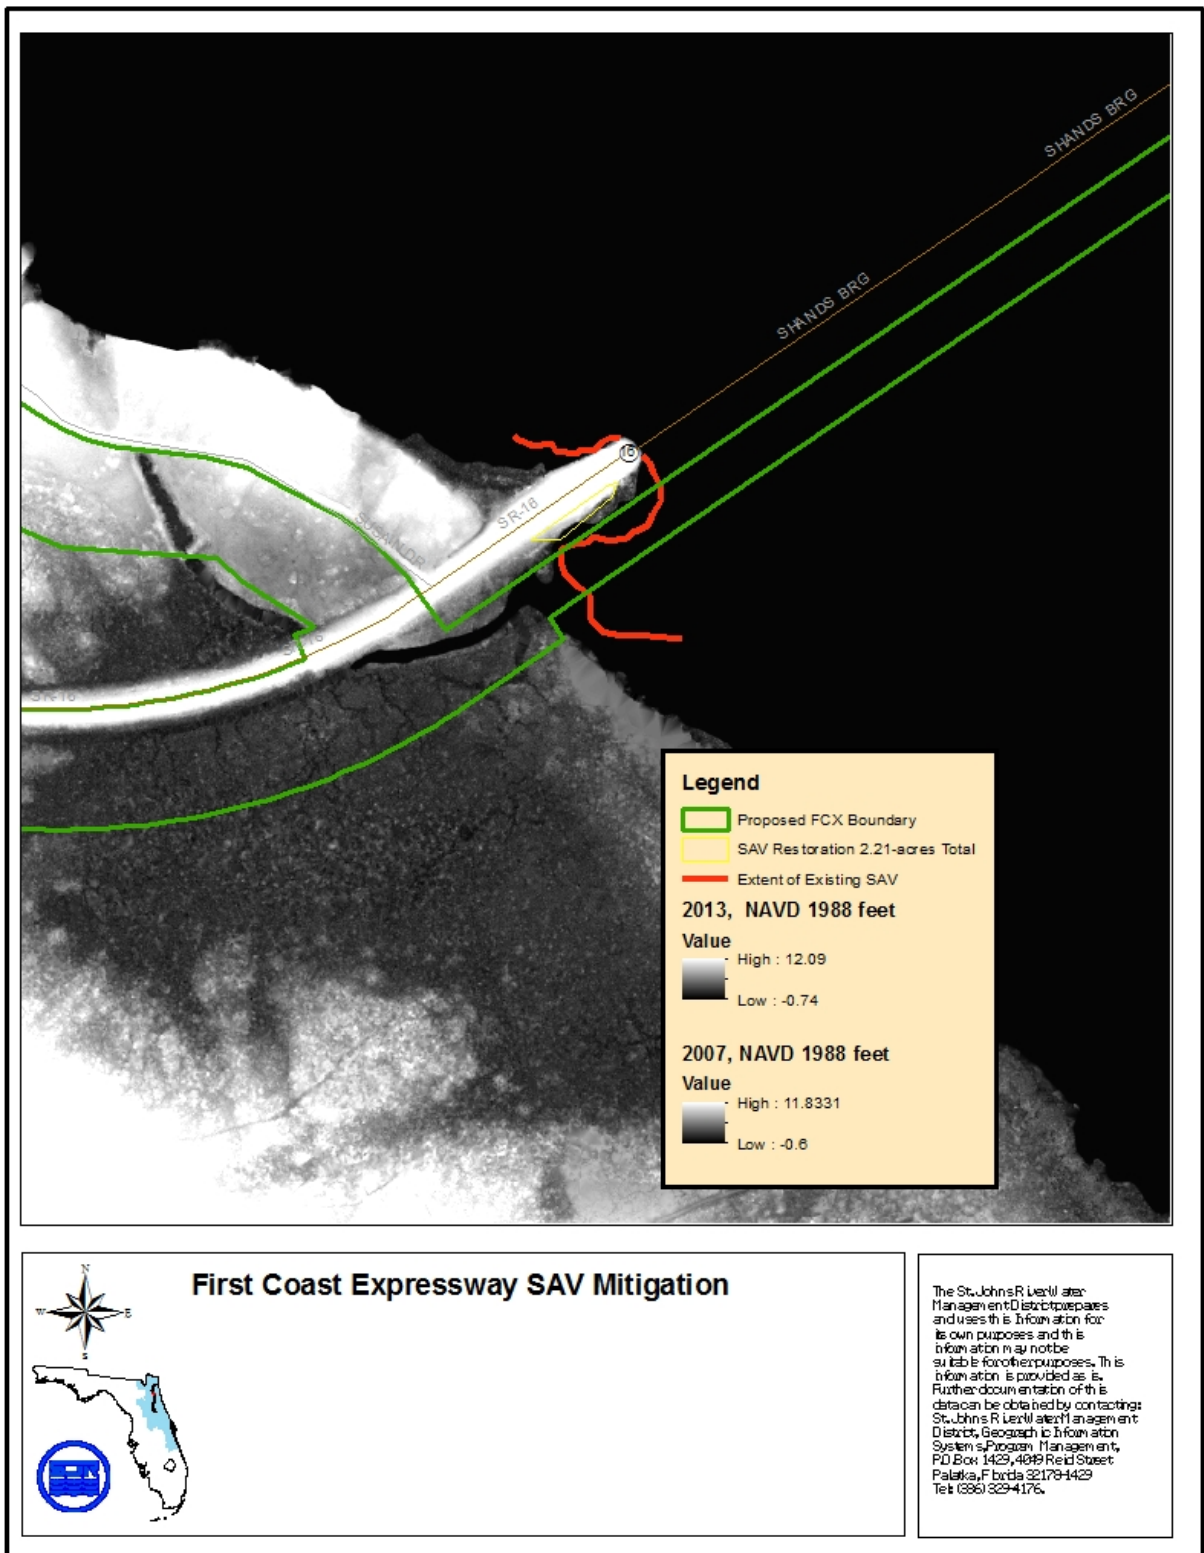 SHANDS BRG
SHANDS BRG
16
SR-16
SUSAN DR
SR-16
Legend
Proposed FCX Boundary
SAV Restoration 2.21-acres Total
Extent of Existing SAV
2013, NAVD 1988 feet
Value
High : 12.09
Low : -0.74
2007, NAVD 1988 feet
Value
High : 11.8331
Low : -0.6
First Coast Expressway SAV Mitigation
N
W
E
S
The St. Johns River Water
Management District prepares
and uses this information for
its own purposes and this
information may not be
suitable for other purposes. This
information is provided as is.
Further documentation of this
data can be obtained by contacting:
St. Johns River Water Management
District, Geographic Information
Systems, Program Management,
P.O. Box 1429, 4049 Reid Street
Palatka, Florida 32178-1429
Tel: (386) 329-4176.